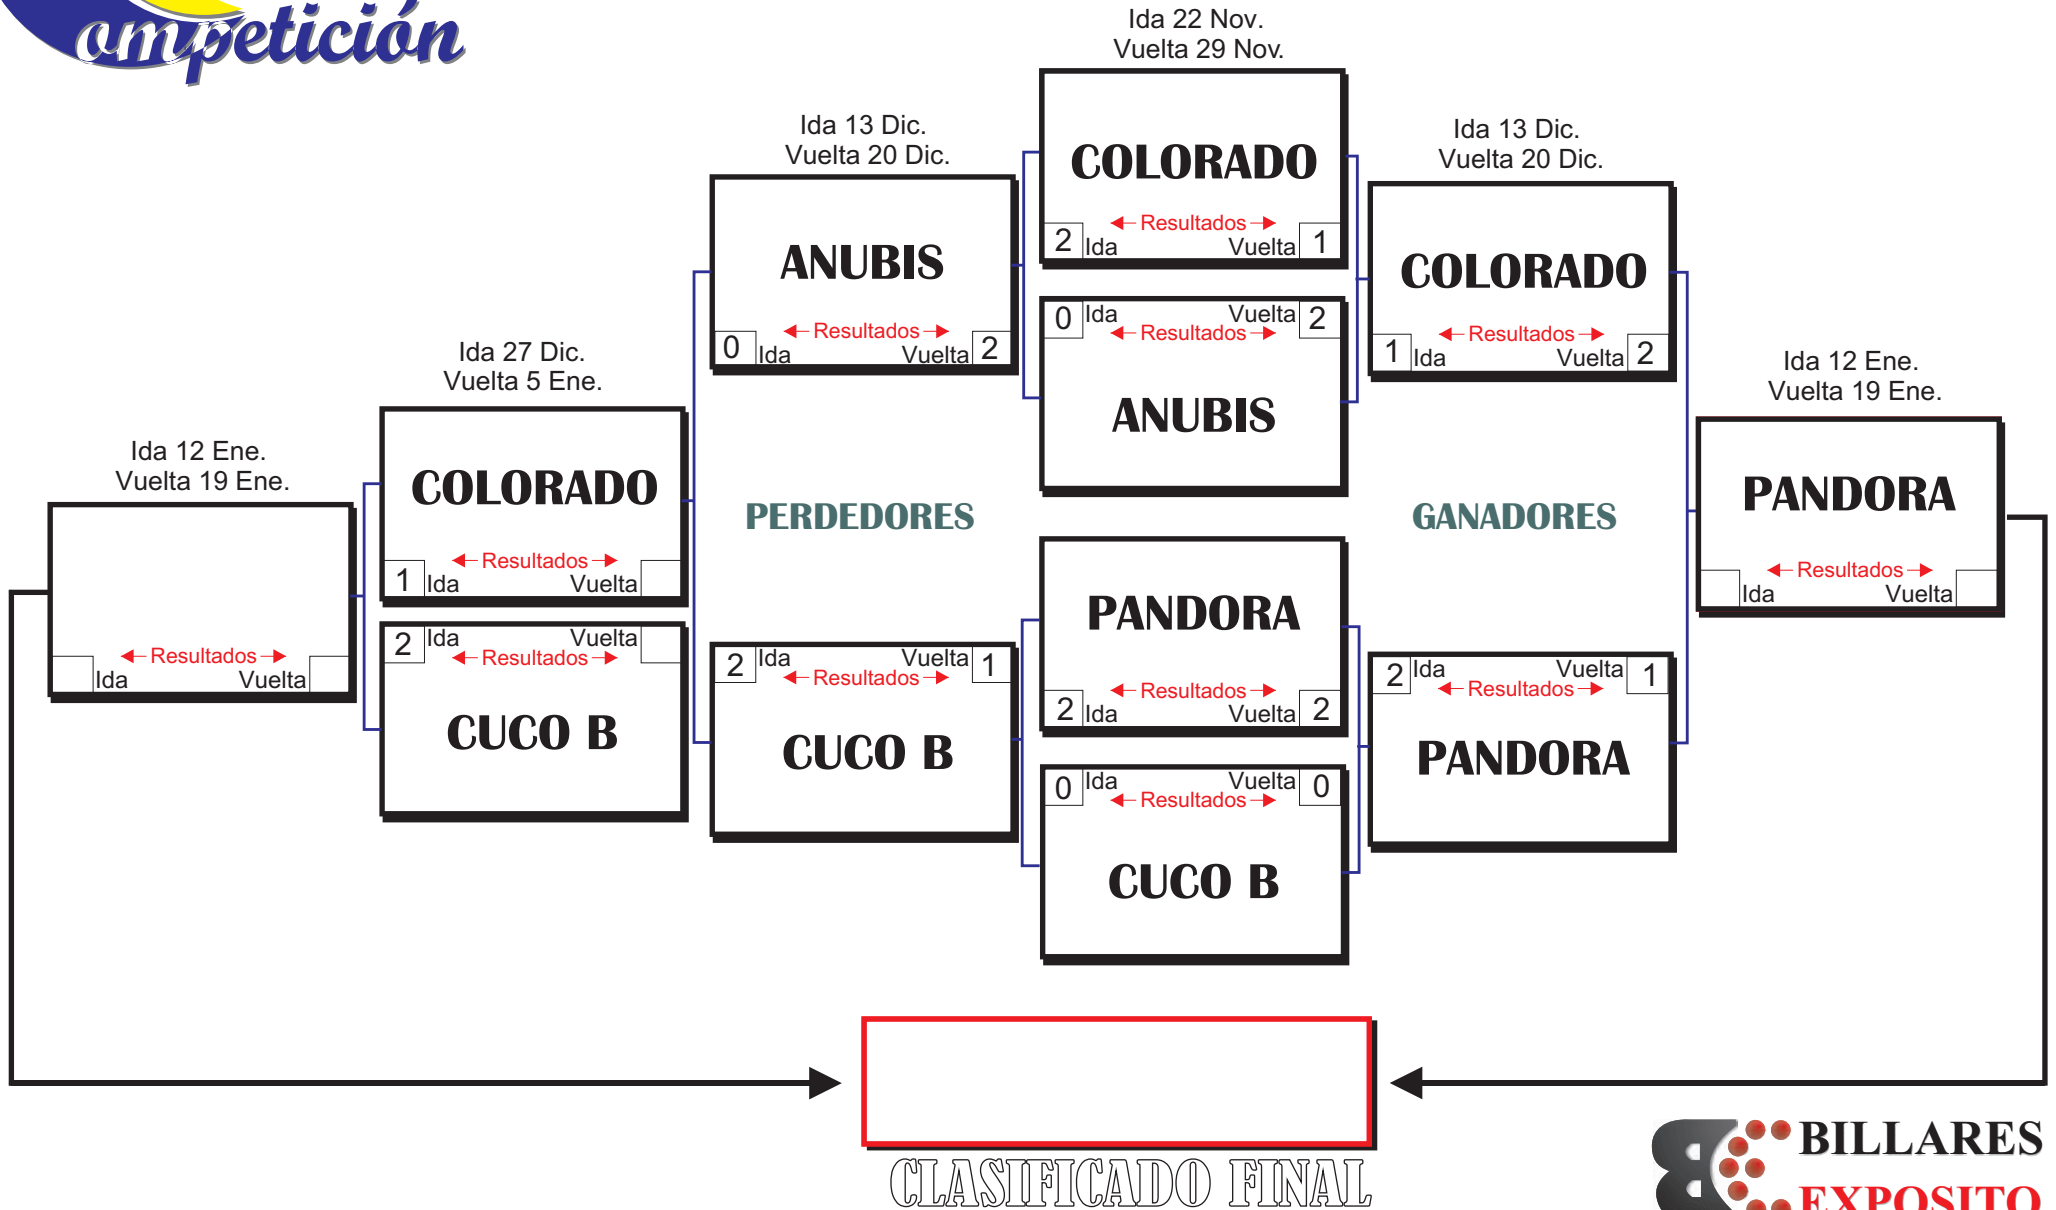 ompetición
Ida 22 Nov.
Vuelta 29 Nov.
Ida 13 Dic.
Vuelta 20 Dic.
COLORADO
Resultados
2 Ida Vuelta 1
Ida 13 Dic.
Vuelta 20 Dic.
ANUBIS
Resultados
0 Ida Vuelta 2
0 Ida Vuelta 2
Resultados
ANUBIS
COLORADO
Resultados
1 Ida Vuelta 2
Ida 27 Dic.
Vuelta 5 Ene.
COLORADO
Resultados
1 Ida Vuelta
Ida 12 Ene.
Vuelta 19 Ene.
PANDORA
Resultados
Ida Vuelta
Ida 12 Ene.
Vuelta 19 Ene.
Resultados
Ida Vuelta
PERDEDORES
GANADORES
2 Ida Vuelta
Resultados
CUCO B
2 Ida Vuelta 1
Resultados
CUCO B
PANDORA
Resultados
2 Ida Vuelta 2
0 Ida Vuelta 0
Resultados
CUCO B
2 Ida Vuelta 1
Resultados
PANDORA
CLASIFICADO FINAL
BILLARES
EXPOSITO